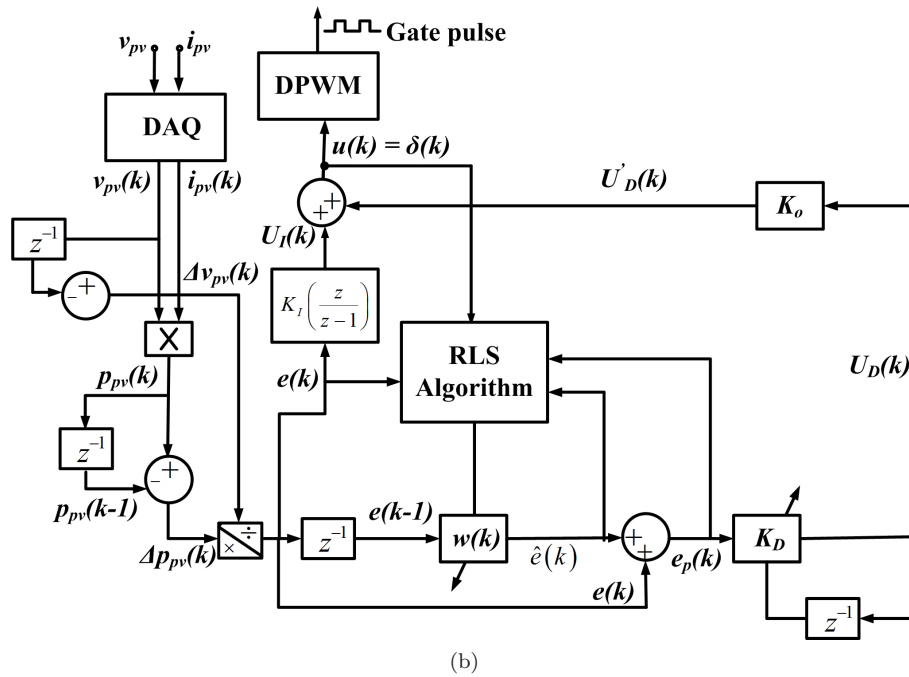 Gate pulse
v_pv i_pv
DPWM
DAQ
u(k) = δ(k)
v_pv(k) i_pv(k)
U'_D(k)
K_o
z^-1
U_I(k)
Δv_pv(k)
- +
+ +
K_I (z / (z - 1))
X
RLS
Algorithm
p_pv(k)
e(k)
U_D(k)
z^-1
- +
p_pv(k-1)
e(k-1)
÷
×
z^-1
w(k)
+
+
K_D
Δp_pv(k)
ê(k)
e_p(k)
e(k)
z^-1
(b)